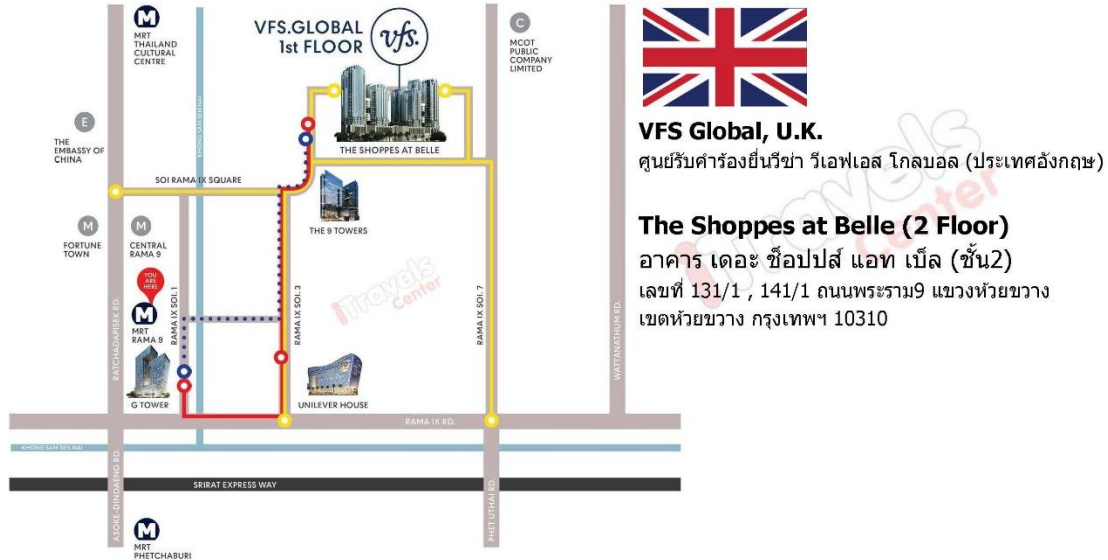 M
MRT
THAILAND
CULTURAL
CENTRE
VFS.GLOBAL
1st FLOOR
vfs.
C
MCOT
PUBLIC
COMPANY
LIMITED
KHONG SAM SEN NAI
E
THE
EMBASSY OF
CHINA
THE SHOPPES AT BELLE
SOI RAMA IX SQUARE
M
FORTUNE
TOWN
M
CENTRAL
RAMA 9
THE 9 TOWERS
YOU
ARE
HERE
M
MRT
RAMA 9
RATCHADAPISEK RD.
RAMA IX SOI. 1
RAMA IX SOI. 3
RAMA IX SOI. 7
WATTANATHUM RD.
G TOWER
UNILEVER HOUSE
RAMA IX RD.
KHONG SAM SEN NAI
SRIRAT EXPRESS WAY
ASOKE-DINDAENG RD.
PHET UTHAI RD.
M
MRT
PHETCHABURI
iTravels
Center
VFS Global, U.K.
ศูนย์รับคำร้องยื่นวีซ่า วีเอฟเอส โกลบอล (ประเทศอังกฤษ)
iTravels
Center
The Shoppes at Belle (2 Floor)
อาคาร เดอะ ช็อปปส์ แอท เบ็ล (ชั้น2)
เลขที่ 131/1 , 141/1 ถนนพระราม9 แขวงห้วยขวาง
เขตห้วยขวาง กรุงเทพฯ 10310